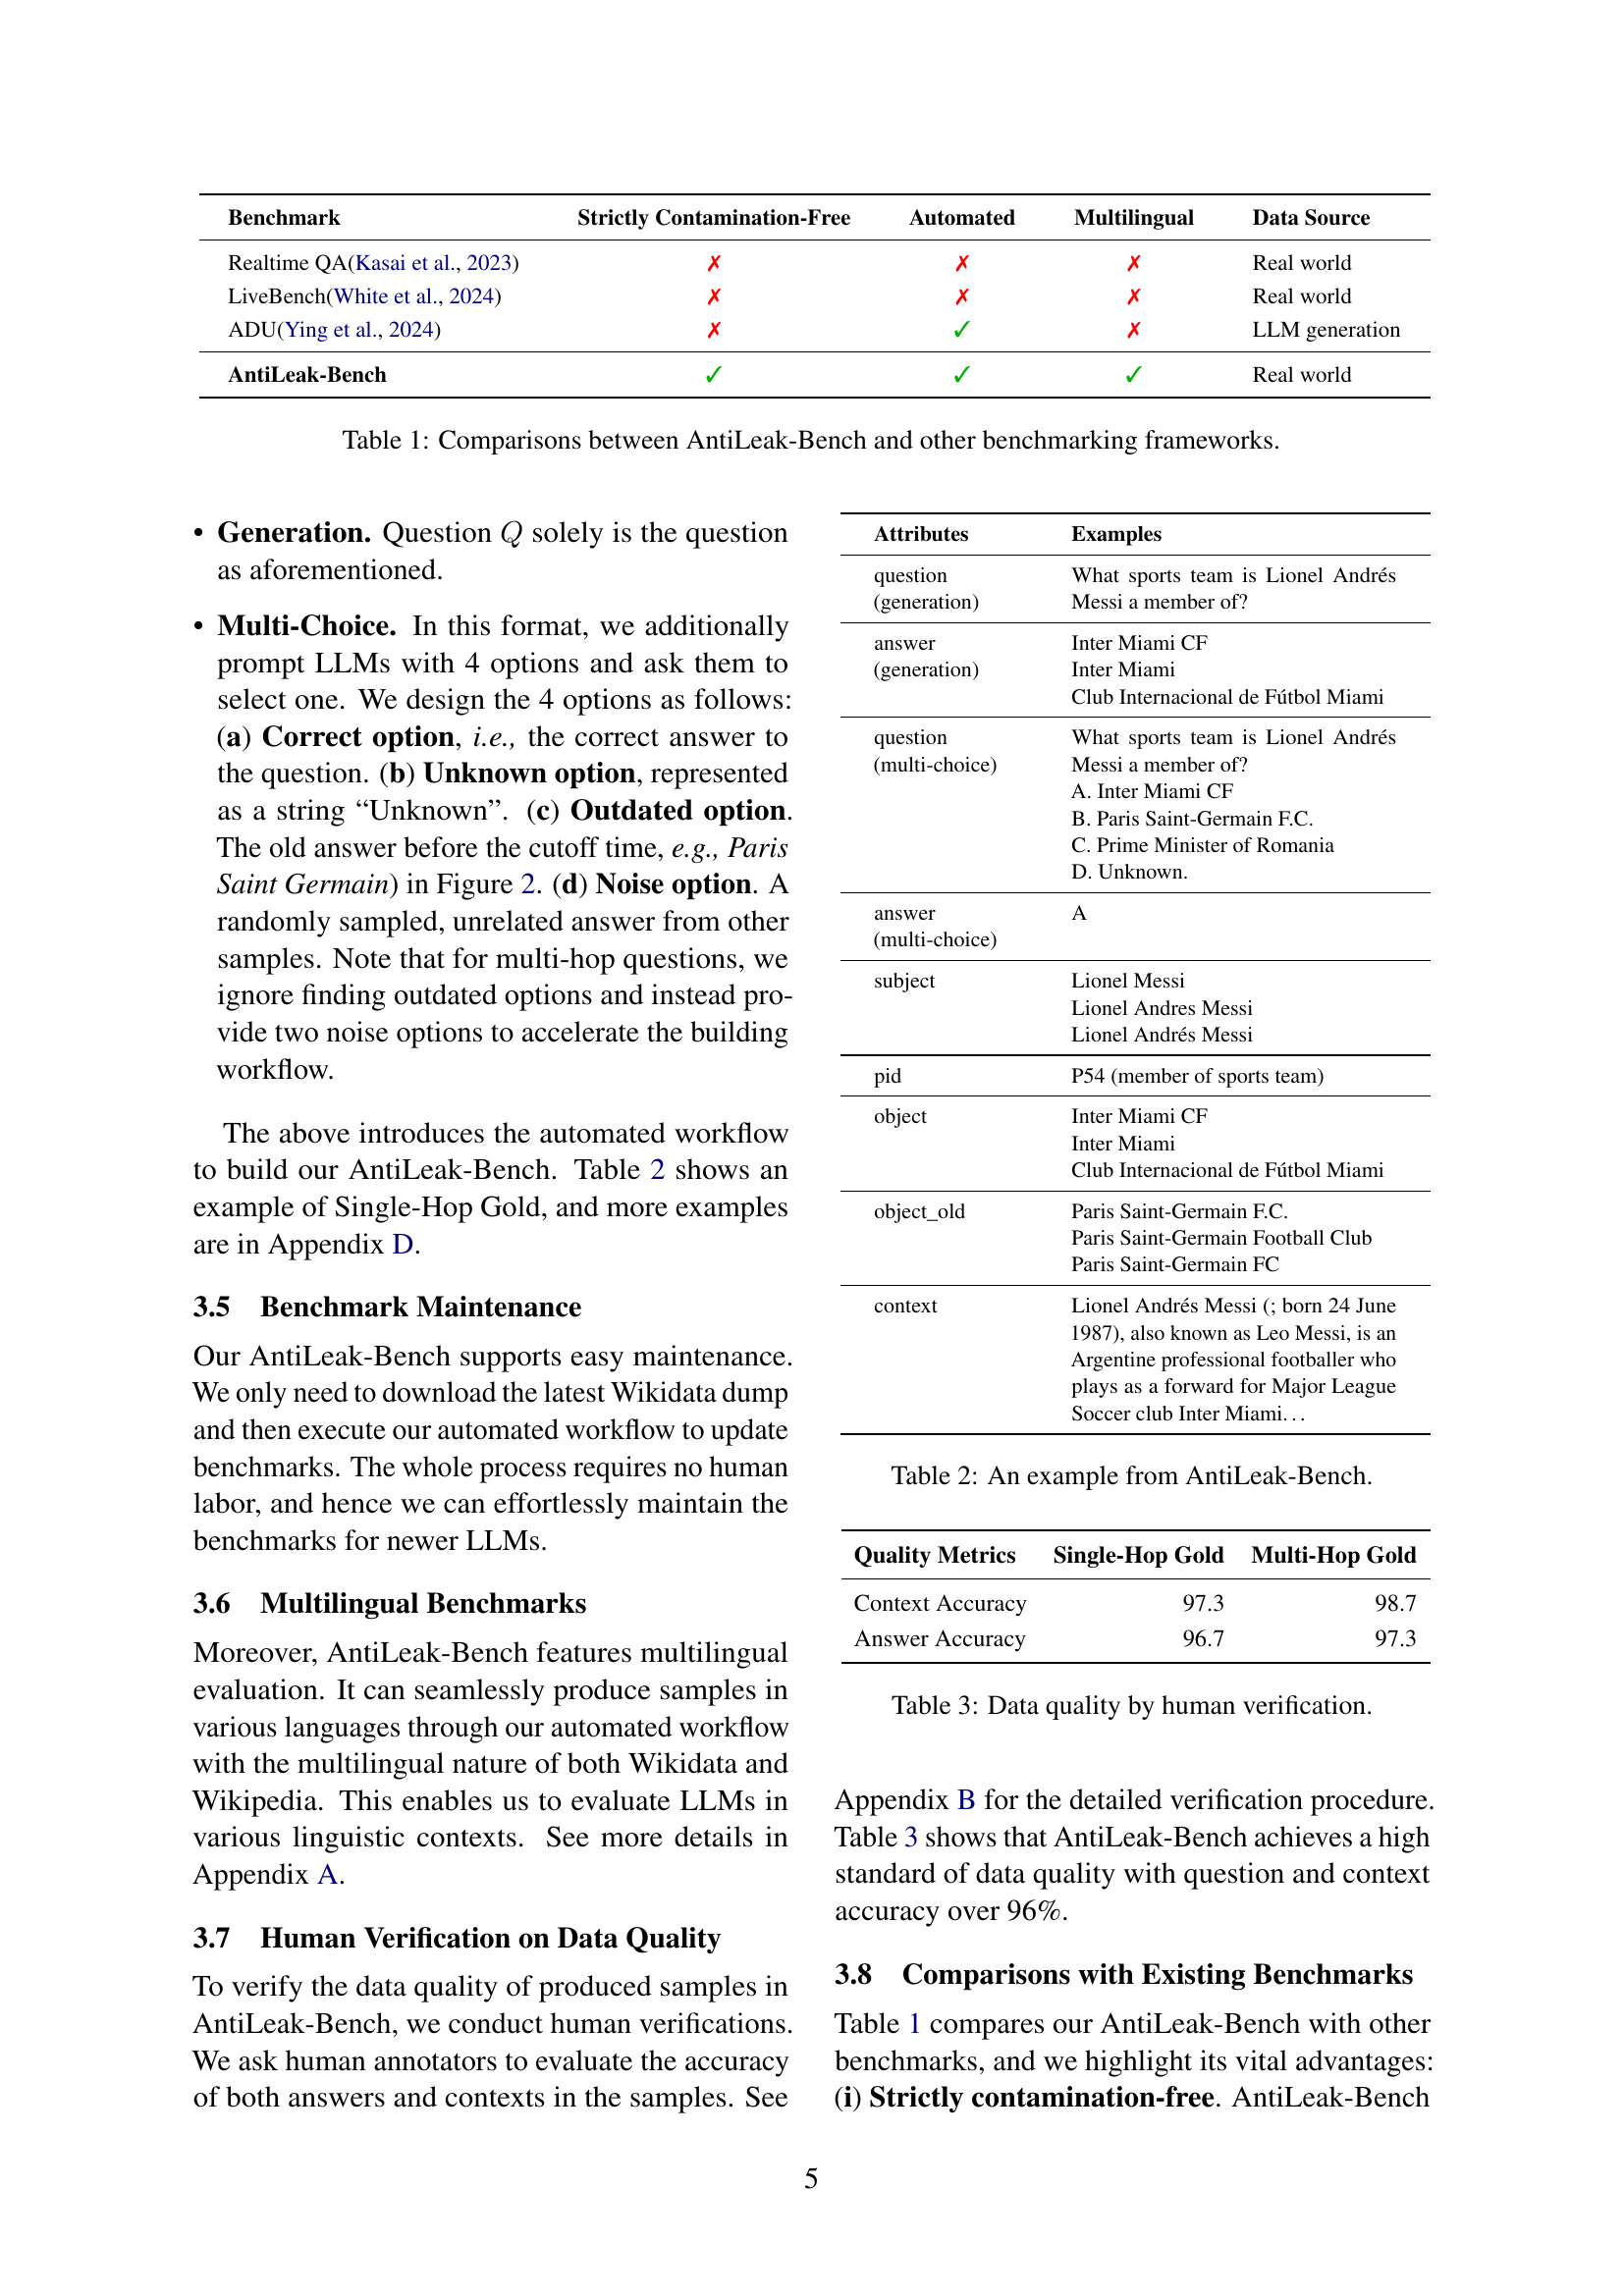 Benchmark Strictly Contamination-Free Automated Multilingual Data Source
Realtime QA(Kasai et al., 2023) ✗ ✗ ✗ Real world
LiveBench(White et al., 2024) ✗ ✗ ✗ Real world
ADU(Ying et al., 2024) ✗ ✓ ✗ LLM generation
AntiLeak-Bench ✓ ✓ ✓ Real world
Table 1: Comparisons between AntiLeak-Bench and other benchmarking frameworks.
• Generation. Question Q solely is the question
as aforementioned.
• Multi-Choice. In this format, we additionally
prompt LLMs with 4 options and ask them to
select one. We design the 4 options as follows:
(a) Correct option, i.e., the correct answer to
the question. (b) Unknown option, represented
as a string “Unknown”. (c) Outdated option.
The old answer before the cutoff time, e.g., Paris
Saint Germain) in Figure 2. (d) Noise option. A
randomly sampled, unrelated answer from other
samples. Note that for multi-hop questions, we
ignore finding outdated options and instead pro-
vide two noise options to accelerate the building
workflow.
The above introduces the automated workflow
to build our AntiLeak-Bench. Table 2 shows an
example of Single-Hop Gold, and more examples
are in Appendix D.
3.5 Benchmark Maintenance
Our AntiLeak-Bench supports easy maintenance.
We only need to download the latest Wikidata dump
and then execute our automated workflow to update
benchmarks. The whole process requires no human
labor, and hence we can effortlessly maintain the
benchmarks for newer LLMs.
3.6 Multilingual Benchmarks
Moreover, AntiLeak-Bench features multilingual
evaluation. It can seamlessly produce samples in
various languages through our automated workflow
with the multilingual nature of both Wikidata and
Wikipedia. This enables us to evaluate LLMs in
various linguistic contexts. See more details in
Appendix A.
3.7 Human Verification on Data Quality
To verify the data quality of produced samples in
AntiLeak-Bench, we conduct human verifications.
We ask human annotators to evaluate the accuracy
of both answers and contexts in the samples. See
Attributes Examples
question What sports team is Lionel Andrés
(generation) Messi a member of?
answer Inter Miami CF
(generation) Inter Miami
Club Internacional de Fútbol Miami
question What sports team is Lionel Andrés
(multi-choice) Messi a member of?
A. Inter Miami CF
B. Paris Saint-Germain F.C.
C. Prime Minister of Romania
D. Unknown.
answer A
(multi-choice)
subject Lionel Messi
Lionel Andres Messi
Lionel Andrés Messi
pid P54 (member of sports team)
object Inter Miami CF
Inter Miami
Club Internacional de Fútbol Miami
object_old Paris Saint-Germain F.C.
Paris Saint-Germain Football Club
Paris Saint-Germain FC
context Lionel Andrés Messi (; born 24 June
1987), also known as Leo Messi, is an
Argentine professional footballer who
plays as a forward for Major League
Soccer club Inter Miami. . .
Table 2: An example from AntiLeak-Bench.
Quality Metrics Single-Hop Gold Multi-Hop Gold
Context Accuracy 97.3 98.7
Answer Accuracy 96.7 97.3
Table 3: Data quality by human verification.
Appendix B for the detailed verification procedure.
Table 3 shows that AntiLeak-Bench achieves a high
standard of data quality with question and context
accuracy over 96%.
3.8 Comparisons with Existing Benchmarks
Table 1 compares our AntiLeak-Bench with other
benchmarks, and we highlight its vital advantages:
(i) Strictly contamination-free. AntiLeak-Bench
5